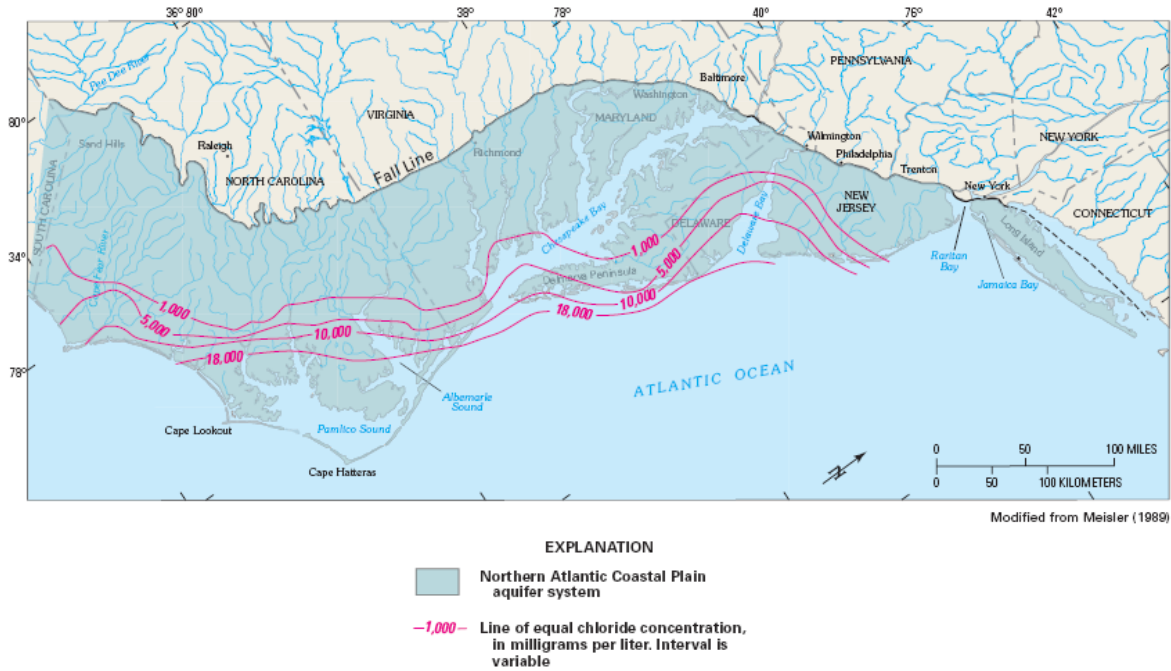 36° 80°
38°
78°
40°
76°
42°
PENNSYLVANIA
Baltimore
Pee Dee River
Washington
VIRGINIA
MARYLAND
80°
Wilmington
NEW YORK
Sand Hills
Raleigh
Richmond
Philadelphia
Fall Line
Trenton
NORTH CAROLINA
New York
NEW
JERSEY
SOUTH CAROLINA
CONNECTICUT
Chesapeake Bay
DELAWARE
Delaware Bay
Long Island
1,000
34°
Raritan
Bay
5,000
Cape Fear River
Delmarva Peninsula
Jamaica Bay
1,000
10,000
18,000
5,000
10,000
18,000
78°
ATLANTIC OCEAN
Albemarle
Sound
Cape Lookout
Pamlico Sound
0 50 100 MILES
Cape Hatteras
N
0 50 100 KILOMETERS
Modified from Meisler (1989)
EXPLANATION
Northern Atlantic Coastal Plain
aquifer system
1,000 Line of equal chloride concentration,
in milligrams per liter. Interval is
variable